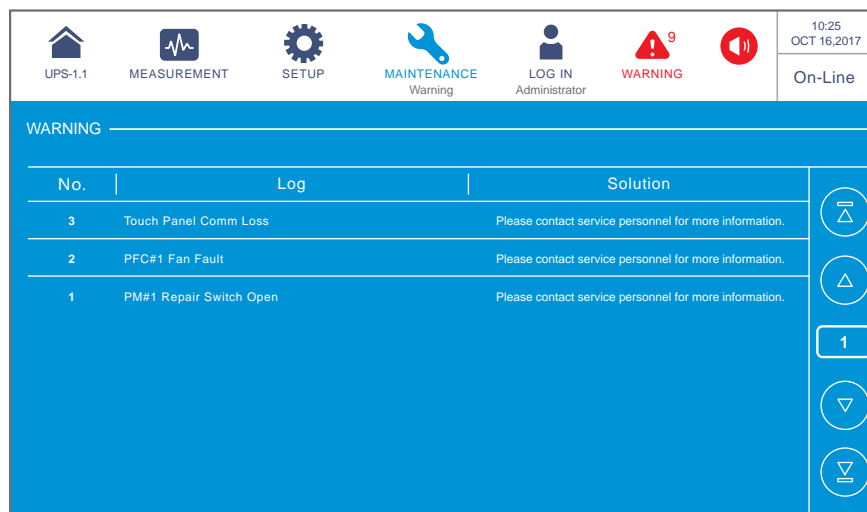 9
10:25
OCT 16,2017
UPS-1.1
MEASUREMENT
SETUP
MAINTENANCE
Warning
LOG IN
Administrator
WARNING
On-Line
WARNING
No. Log Solution
3 Touch Panel Comm Loss Please contact service personnel for more information.
2 PFC#1 Fan Fault Please contact service personnel for more information.
1 PM#1 Repair Switch Open Please contact service personnel for more information.
1